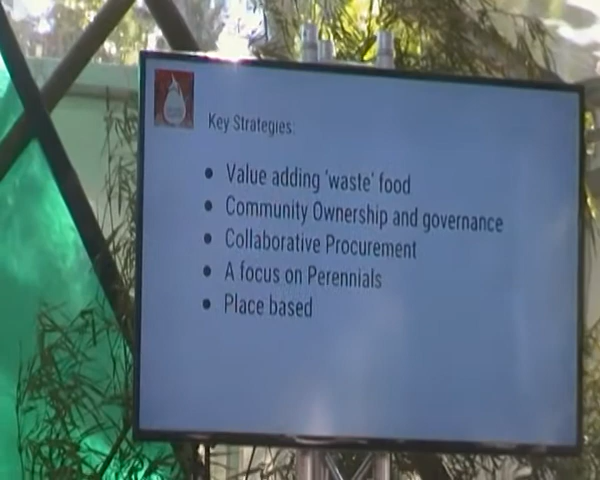 Key Strategies:
• Value adding 'waste' food
• Community Ownership and governance
• Collaborative Procurement
• A focus on Perennials
• Place based